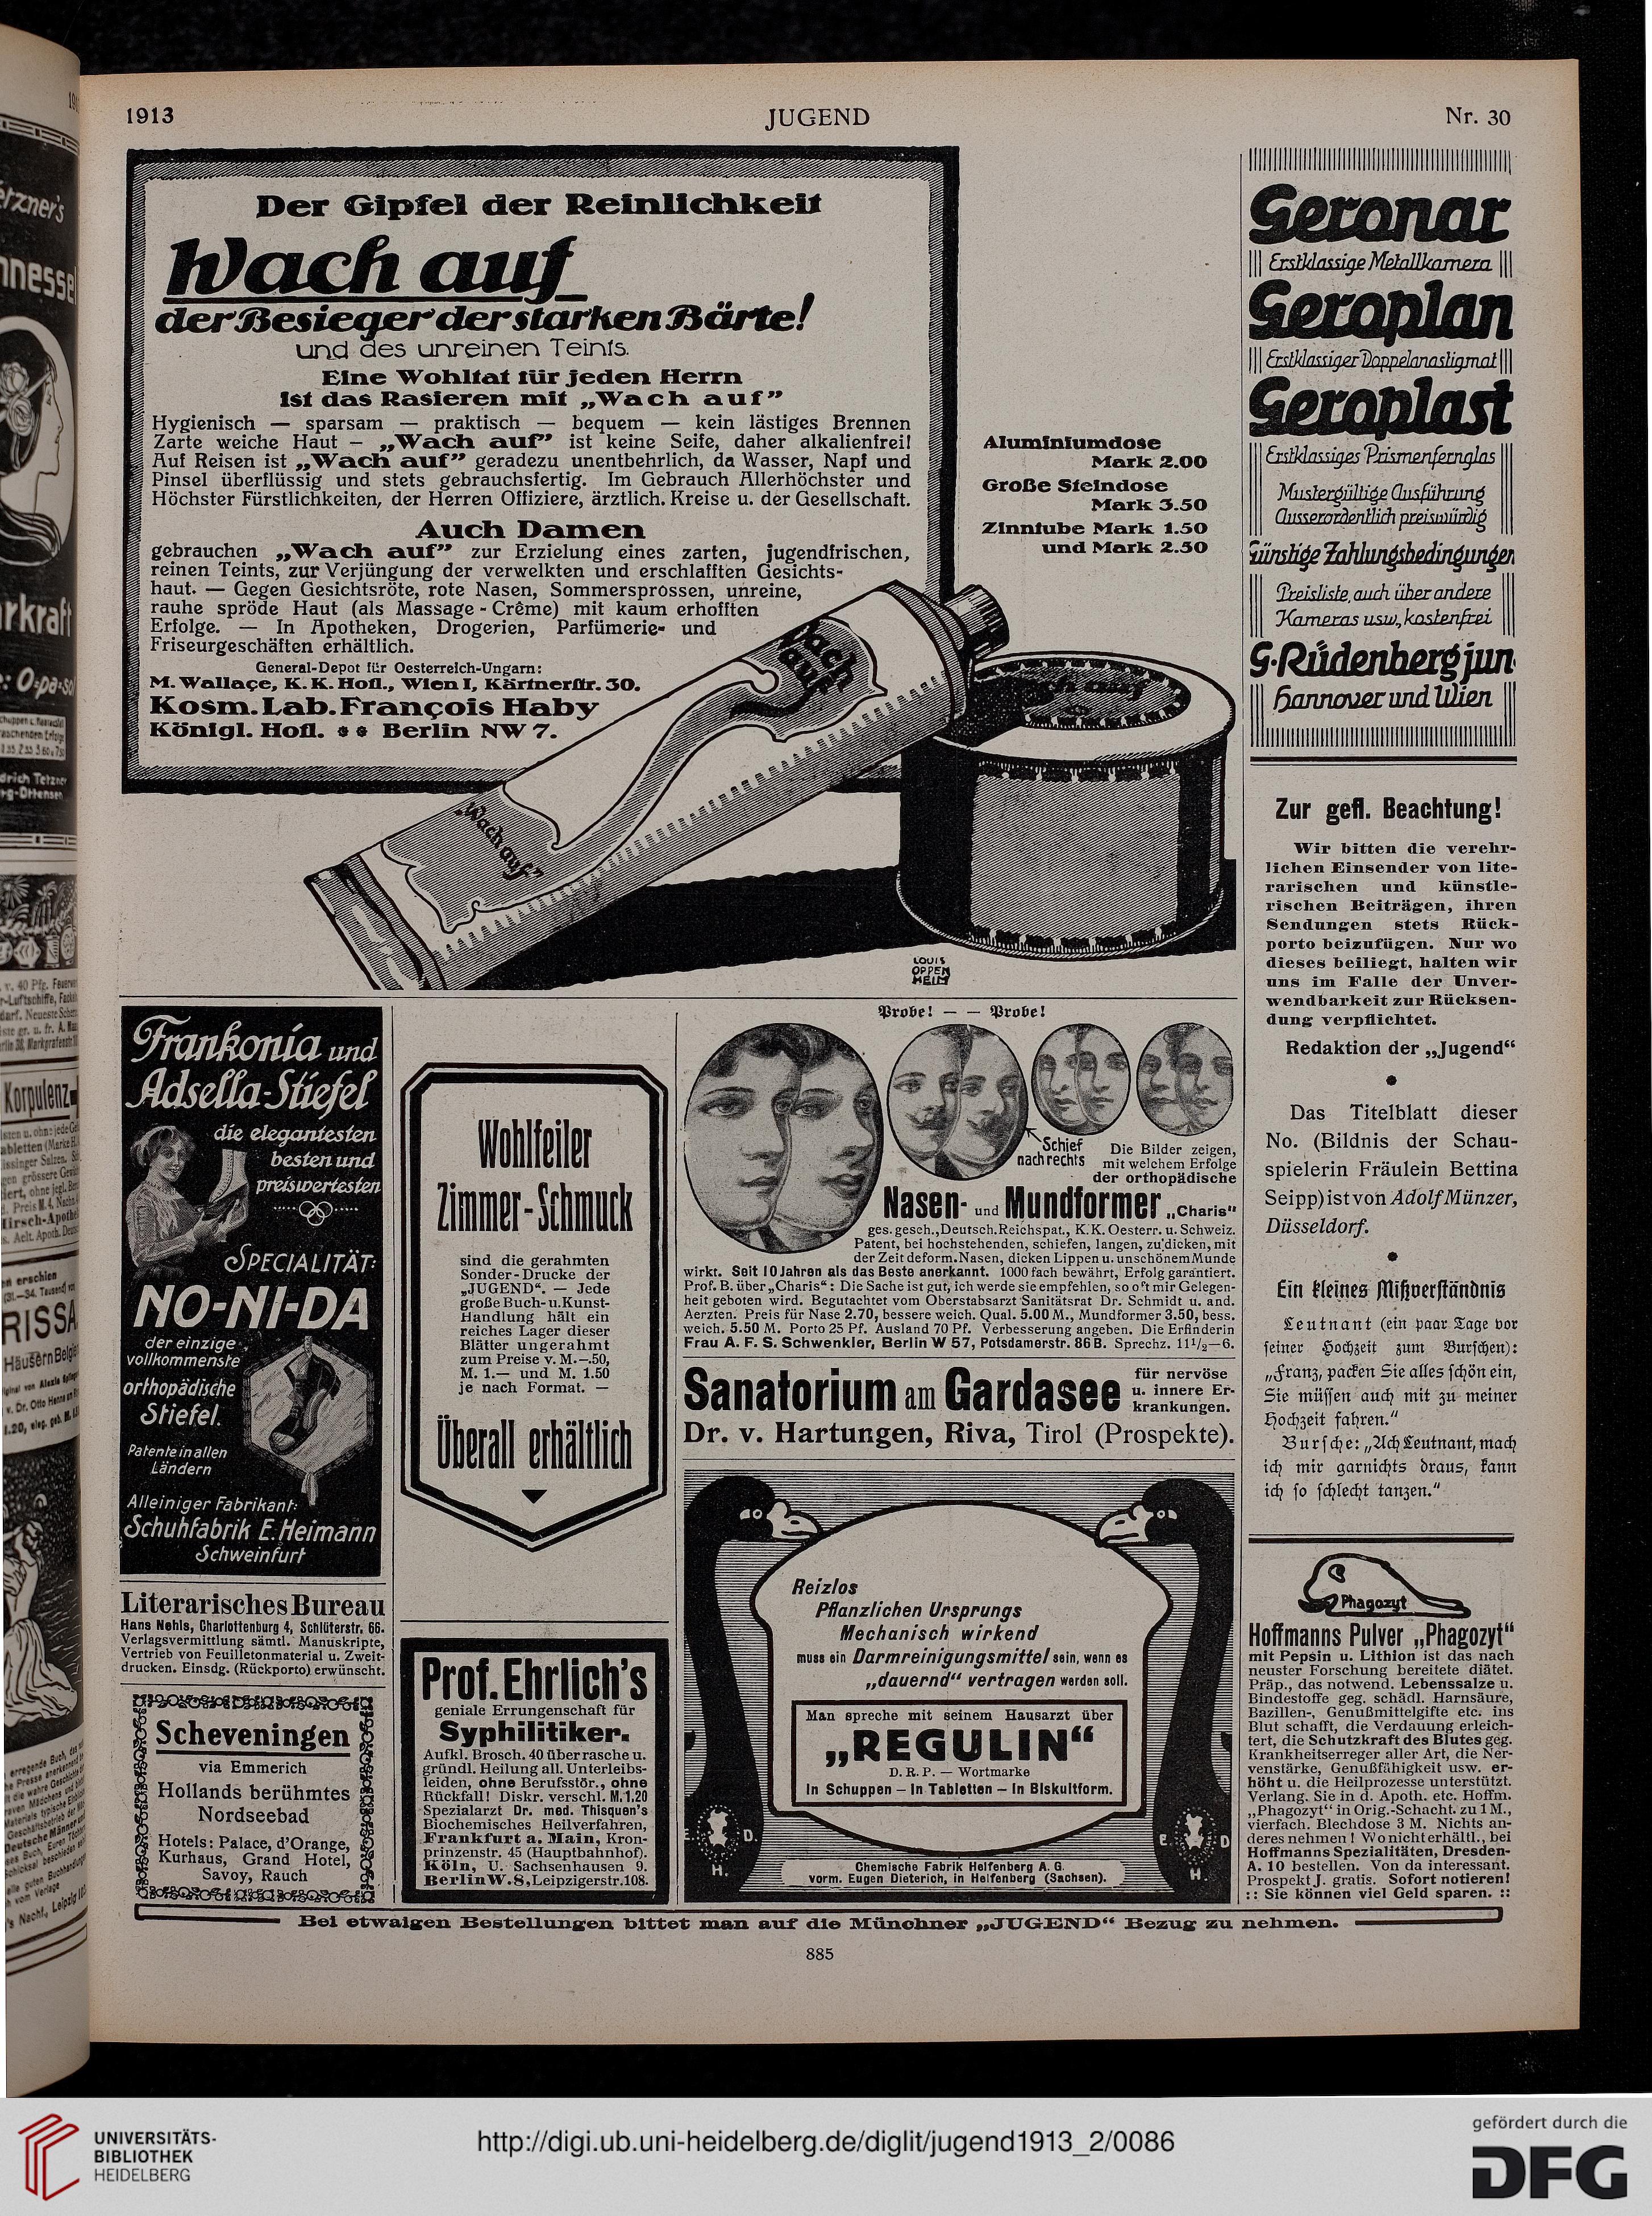 1913
JUGEND
Nr. 30
Der Gipfel der Reinlichkeit
Wach auf
der Besieger der starken Bärte!
und des unreinen Teints.
Eine Wohltat für jeden Herrn
ist das Rasieren mit „Wach auf”
Hygienisch — sparsam — praktisch — bequem — kein lästiges Brennen
Zarte weiche Haut — „Wach auf” ist keine Seife, daher alkalienfrei!
Auf Reisen ist „Wach auf” geradezu unentbehrlich, da Wasser, Napf und
Pinsel überflüssig und stets gebrauchsfertig. Im Gebrauch Allerhöchster und
Höchster Fürstlichkeiten, der Herren Offiziere, ärztlich. Kreise u. der Gesellschaft.
Auch Damen
gebrauchen „Wach auf” zur Erzielung eines zarten, jugendfrischen,
reinen Teints, zur Verjüngung der verwelkten und erschlafften Gesichts-
haut. — Gegen Gesichtsröte, rote Nasen, Sommersprossen, unreine,
rauhe spröde Haut (als Massage-Crême) mit kaum erhofften
Erfolge. — In Apotheken, Drogerien, Parfümerie- und
Friseurgeschäften erhältlich.
General-Depot für Oesterreich-Ungarn:
M. Wallace, K. K. Hofl., Wien I, Kärtnerstr. 30.
Kosm. Lab. François Haby
Königl. Hofl. Berlin NW 7.
Aluminiumdose
Mark 2.00
Große Steindose
Mark 3.50
Zinntube Mark 1.50
und Mark 2.50
Wach
auf
„Wach auf”
LOUIS
OPPEN
HEIM
Geronar
Erstklassige Metallkamera
Geroplan
Erstklassiger Doppelanastigmat
Geroplast
Erstklassiges Prismenfernglas
Mustergültige Ausführung
Ausserordentlich preiswürdig
Günstige Zahlungsbedingungen
Preisliste, auch über andere
Kameras usw., kostenfrei
G. Rüdenberg jun
Hannover und Wien
Zur gefl. Beachtung!
Wir bitten die verehr-
lichen Einsender von lite-
rarischen und künstle-
rischen Beiträgen, ihren
Sendungen stets Rück-
porto beizufügen. Nur wo
dieses beiliegt, halten wir
uns im Falle der Unver-
wendbarkeit zur Rücksen-
dung verpflichtet.
Redaktion der „Jugend“
Das Titelblatt dieser
No. (Bildnis der Schau-
spielerin Fräulein Bettina
Seipp) ist von Adolf Münzer,
Düsseldorf.
Ein kleines Mißverständnis
Leutnant (ein paar Tage vor
seiner Hochzeit zum Burschen):
„Franz, packen Sie alles schön ein,
Sie müssen auch mit zu meiner
Hochzeit fahren.“
Bursche: „Ach Leutnant, mach
ich mir garnichts draus, kann
ich so schlecht tanzen.“
Phagozyt
Hoffmanns Pulver „Phagozyt“
mit Pepsin u. Lithion ist das nach
neuster Forschung bereitete diätet.
Präp., das notwend. Lebenssalze u.
Bindestoffe geg. schädl. Harnsäure,
Bazillen-, Genußmittelgifte etc. ins
Blut schafft, die Verdauung erleich-
tert, die Schutzkraft des Blutes geg.
Krankheitserreger aller Art, die Ner-
venstärke, Genußfähigkeit usw. er-
höht u. die Heilprozesse unterstützt.
Verlang. Sie in d. Apoth. etc. Hoffm.
„Phagozyt“ in Orig.-Schacht. zu 1 M.,
vierfach. Blechdose 3 M. Nichts an-
deres nehmen! Wo nicht erhältl., bei
Hoffmanns Spezialitäten, Dresden-
A. 10 bestellen. Von da interessant.
Prospekt J. gratis. Sofort notieren!
:: Sie können viel Geld sparen. ::
Frankonia und
Adsella-Stiefel
die elegantesten
besten und
preiswertesten
SPECIALITÄT:
NO-NI-DA
der einzige
vollkommenste
orthopädische
Stiefel.
Patente in allen
Ländern
Alleiniger Fabrikant:
Schuhfabrik E. Heimann
Schweinfurt
Literarisches Bureau
Hans Nehls, Charlottenburg 4, Schlüterstr. 66.
Verlagsvermittlung sämtl. Manuskripte,
Vertrieb von Feuilletonmaterial u. Zweit-
drucken. Einsdg. (Rückporto) erwünscht.
Scheveningen
via Emmerich
Hollands berühmtes
Nordseebad
Hotels: Palace, d’Orange,
Kurhaus, Grand Hotel,
Savoy, Rauch
Wohlfeiler
Zimmer-Schmuck
sind die gerahmten
Sonder-Drucke der
„JUGEND“. — Jede
große Buch- u. Kunst-
Handlung hält ein
reiches Lager dieser
Blätter ungerahmt
zum Preise v. M.—.50,
M. 1.— und M. 1.50
je nach Format. —
Überall erhältlich
Prof. Ehrlich’s
geniale Errungenschaft für
Syphilitiker.
Aufkl. Brosch. 40 über rasche u.
gründl. Heilung all. Unterleibs-
leiden, ohne Berufsstör., ohne
Rückfall! Diskr. verschl. M. 1.20
Spezialarzt Dr. med. Thisquen’s
Biochemisches Heilverfahren,
Frankfurt a. Main, Kron-
prinzenstr. 45 (Hauptbahnhof).
Köln, U. Sachsenhausen 9.
Berlin W. 8, Leipzigerstr. 108.
Probe! — — Probe!
Schief
nach rechts
Die Bilder zeigen,
mit welchem Erfolge
der orthopädische
Nasen- und Mundformer „Charis“
ges. gesch., Deutsch. Reichspat., K. K. Oesterr. u. Schweiz.
Patent, bei hochstehenden, schiefen, langen, zu dicken, mit
der Zeit deform. Nasen, dicken Lippen u. unschönem Munde
wirkt. Seit 10 Jahren als das Beste anerkannt. 1000 fach bewährt, Erfolg garantiert.
Prof. B. über „Charis“: Die Sache ist gut, ich werde sie empfehlen, so oft mir Gelegen-
heit geboten wird. Begutachtet vom Oberstabsarzt Sanitätsrat Dr. Schmidt u. and.
Aerzten. Preis für Nase 2.70, bessere weich. Qual. 5.00 M., Mundformer 3.50, bess.
weich. 5.50 M. Porto 25 Pf. Ausland 70 Pf. Verbesserung angeben. Die Erfinderin
Frau A. F. S. Schwenkler, Berlin W 57, Potsdamerstr. 86 B. Sprechz. 11½—6.
Sanatorium am Gardasee
für nervöse
u. innere Er-
krankungen.
Dr. v. Hartungen, Riva, Tirol (Prospekte).
Reizlos
Pflanzlichen Ursprungs
Mechanisch wirkend
muss ein Darmreinigungsmittel sein, wenn es
„dauernd“ vertragen werden soll.
Man spreche mit seinem Hausarzt über
„REGULIN“
D. R. P. — Wortmarke
In Schuppen — In Tabletten — In Biskuitform.
E. D.
H.
E. D
H.
Chemische Fabrik Helfenberg A. G.
vorm. Eugen Dieterich, in Helfenberg (Sachsen).
Bei etwaigen Bestellungen bittet man auf die Münchner „JUGEND“ Bezug zu nehmen.
885
UNIVERSITÄTS-
BIBLIOTHEK
HEIDELBERG
http://digi.ub.uni-heidelberg.de/diglit/jugend1913_2/0086
gefördert durch die
DFG